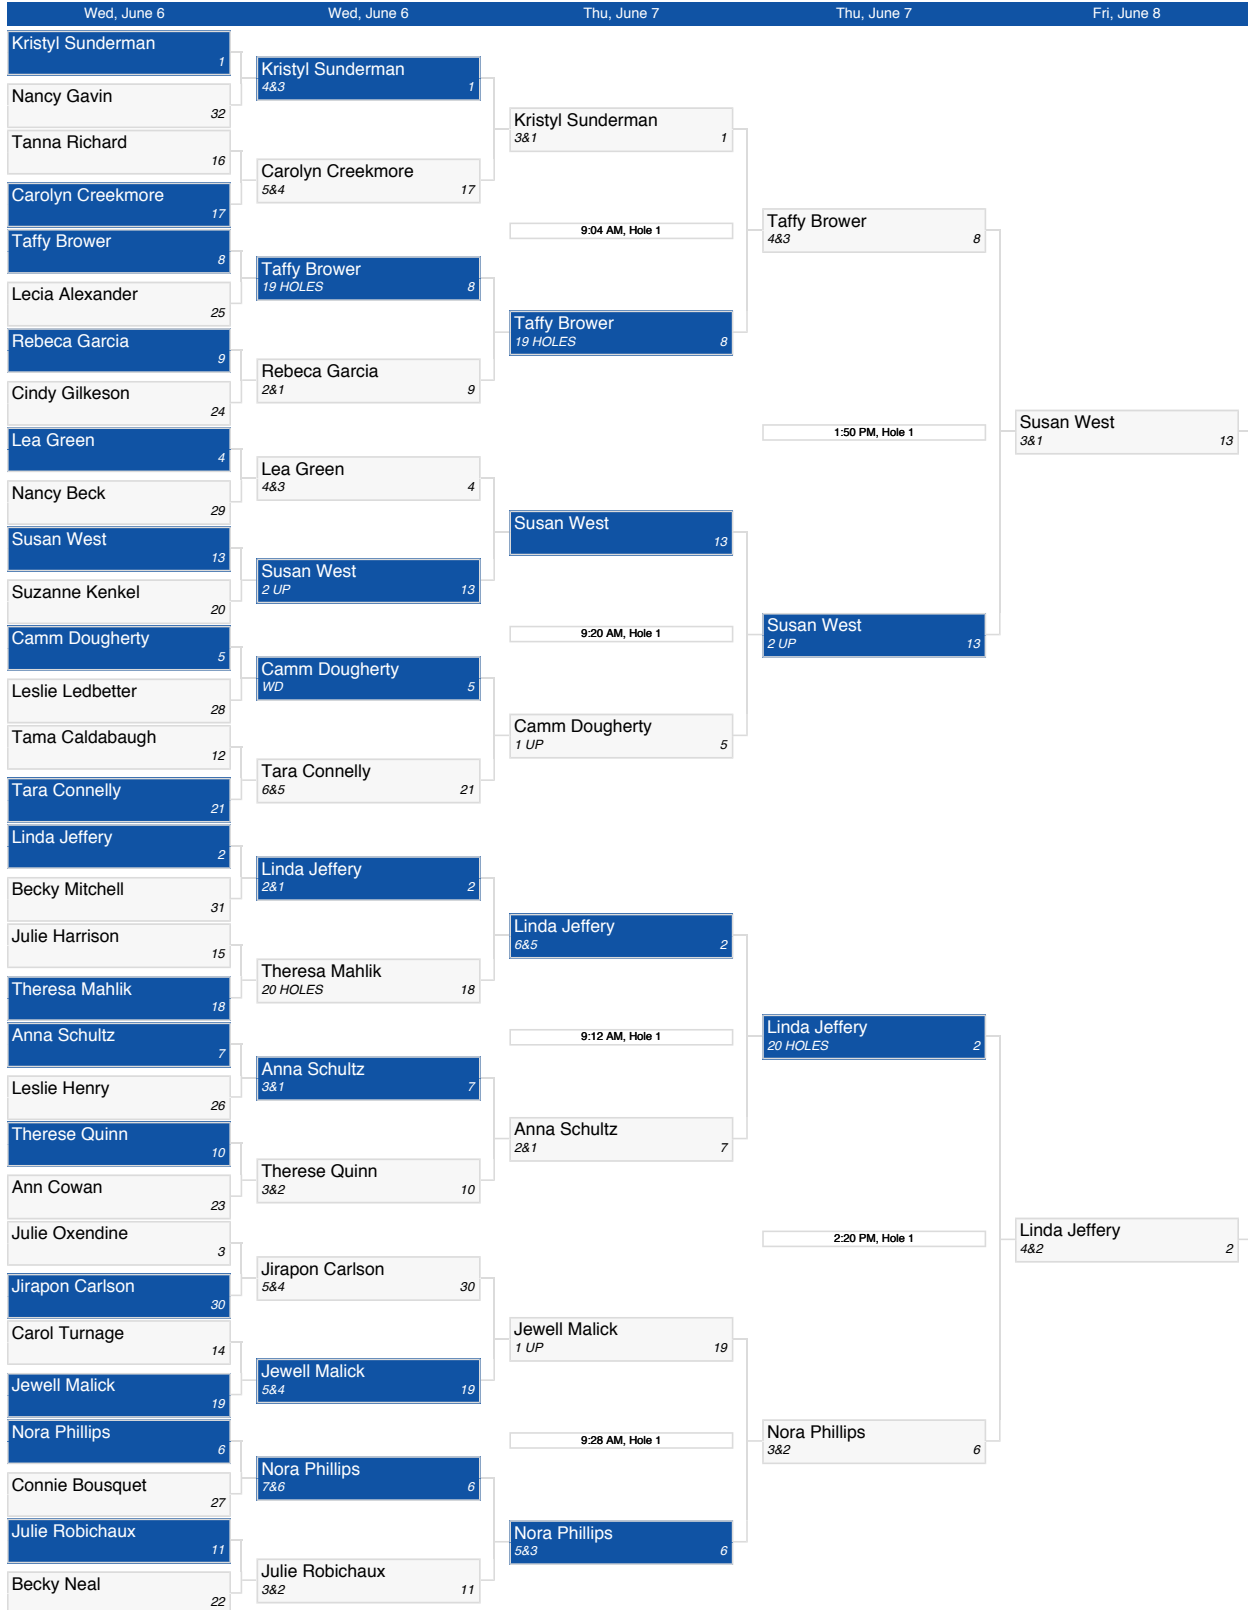 Wed, June 6
Wed, June 6
Thu, June 7
Thu, June 7
Fri, June 8
Kristyl Sunderman
1
Nancy Gavin
32
Tanna Richard
16
Carolyn Creekmore
17
Taffy Brower
8
Lecia Alexander
25
Rebeca Garcia
9
Cindy Gilkeson
24
Lea Green
4
Nancy Beck
29
Susan West
13
Suzanne Kenkel
20
Camm Dougherty
5
Leslie Ledbetter
28
Tama Caldabaugh
12
Tara Connelly
21
Linda Jeffery
2
Becky Mitchell
31
Julie Harrison
15
Theresa Mahlik
18
Anna Schultz
7
Leslie Henry
26
Therese Quinn
10
Ann Cowan
23
Julie Oxendine
3
Jirapon Carlson
30
Carol Turnage
14
Jewell Malick
19
Nora Phillips
6
Connie Bousquet
27
Julie Robichaux
11
Becky Neal
22
Kristyl Sunderman
4&3 1
Carolyn Creekmore
5&4 17
Taffy Brower
19 HOLES 8
Rebeca Garcia
2&1 9
Lea Green
4&3 4
Susan West
2 UP 13
Camm Dougherty
WD 5
Tara Connelly
6&5 21
Linda Jeffery
2&1 2
Theresa Mahlik
20 HOLES 18
Anna Schultz
3&1 7
Therese Quinn
3&2 10
Jirapon Carlson
5&4 30
Jewell Malick
5&4 19
Nora Phillips
7&6 6
Julie Robichaux
3&2 11
Kristyl Sunderman
3&1 1
9:04 AM, Hole 1
Taffy Brower
19 HOLES 8
Susan West
13
9:20 AM, Hole 1
Camm Dougherty
1 UP 5
Linda Jeffery
6&5 2
9:12 AM, Hole 1
Anna Schultz
2&1 7
Jewell Malick
1 UP 19
9:28 AM, Hole 1
Nora Phillips
5&3 6
Taffy Brower
4&3 8
1:50 PM, Hole 1
Susan West
2 UP 13
Linda Jeffery
20 HOLES 2
2:20 PM, Hole 1
Nora Phillips
3&2 6
Susan West
3&1 13
Linda Jeffery
4&2 2